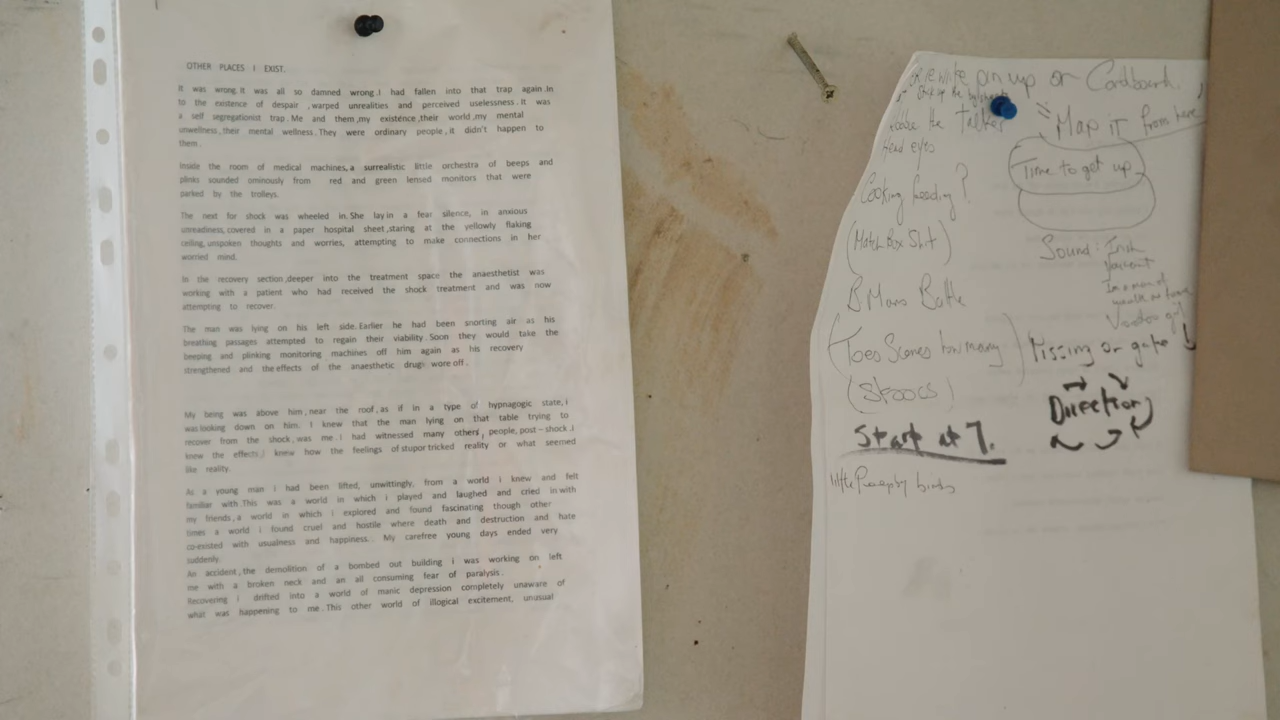 OTHER PLACES I EXIST.
It was wrong.It was all so damned wrong.I had fallen into that trap again.In
to the existence of despair ,warped unrealities and perceived uselessness. It was
a self segregationist trap. Me and them,my existence,their world,my mental
unwellness,their mental wellness.They were ordinary people,it didn't happen to
them.
Inside the room of medical machines,a surrealistic little orchestra of beeps and
plinks sounded ominously from red and green lensed monitors that were
parked by the trolleys.
The next for shock was wheeled in.She lay in a fear silence, in anxious
unreadiness,covered in a paper hospital sheet,staring at the yellowly flaking
ceiling,unspoken thoughts and worries, attempting to make connections in her
worried mind.
In the recovery section,deeper into the treatment space the anaesthetist was
working with a patient who had received the shock treatment and was now
attempting to recover.
The man was lying on his left side.Earlier he had been snorting air as his
breathing passages attempted to regain their viability.Soon they would take the
beeping and plinking monitoring machines off him again as his recovery
strengthened and the effects of the anaesthetic drugs wore off.
My being was above him,near the roof,as if in a type of hypnagogic state,i
was looking down on him. I knew that the man lying on that table trying to
recover from the shock,was me.I had witnessed many others, people,post-shock.I
knew the effects,i knew how the feelings of stupor tricked reality or what seemed
like reality.
As a young man i had been lifted, unwittingly, from a world i knew and felt
familiar with.This was a world in which i played and laughed and cried in with
my friends,a world in which i explored and found fascinating though other
times a world i found cruel and hostile where death and destruction and hate
co-existed with usualness and happiness.. My carefree young days ended very
suddenly.
An accident,the demolition of a bombed out building i was working on left
me with a broken neck and an all consuming fear of paralysis.
Recovering i drifted into a world of manic depression completely unaware of
what was happening to me.This other world of illogical excitement, unusual
rewrite pin up or Cardboard.
the Talker = Map it from here!
Head eyes
Time to get up
Cooking feeding?
(Match Box Shit)
Sound: Irish
B Mans Battle
(Toes Scenes how many) Missing or gape
(Stoocs)
Direction
Start at 7.
little birds